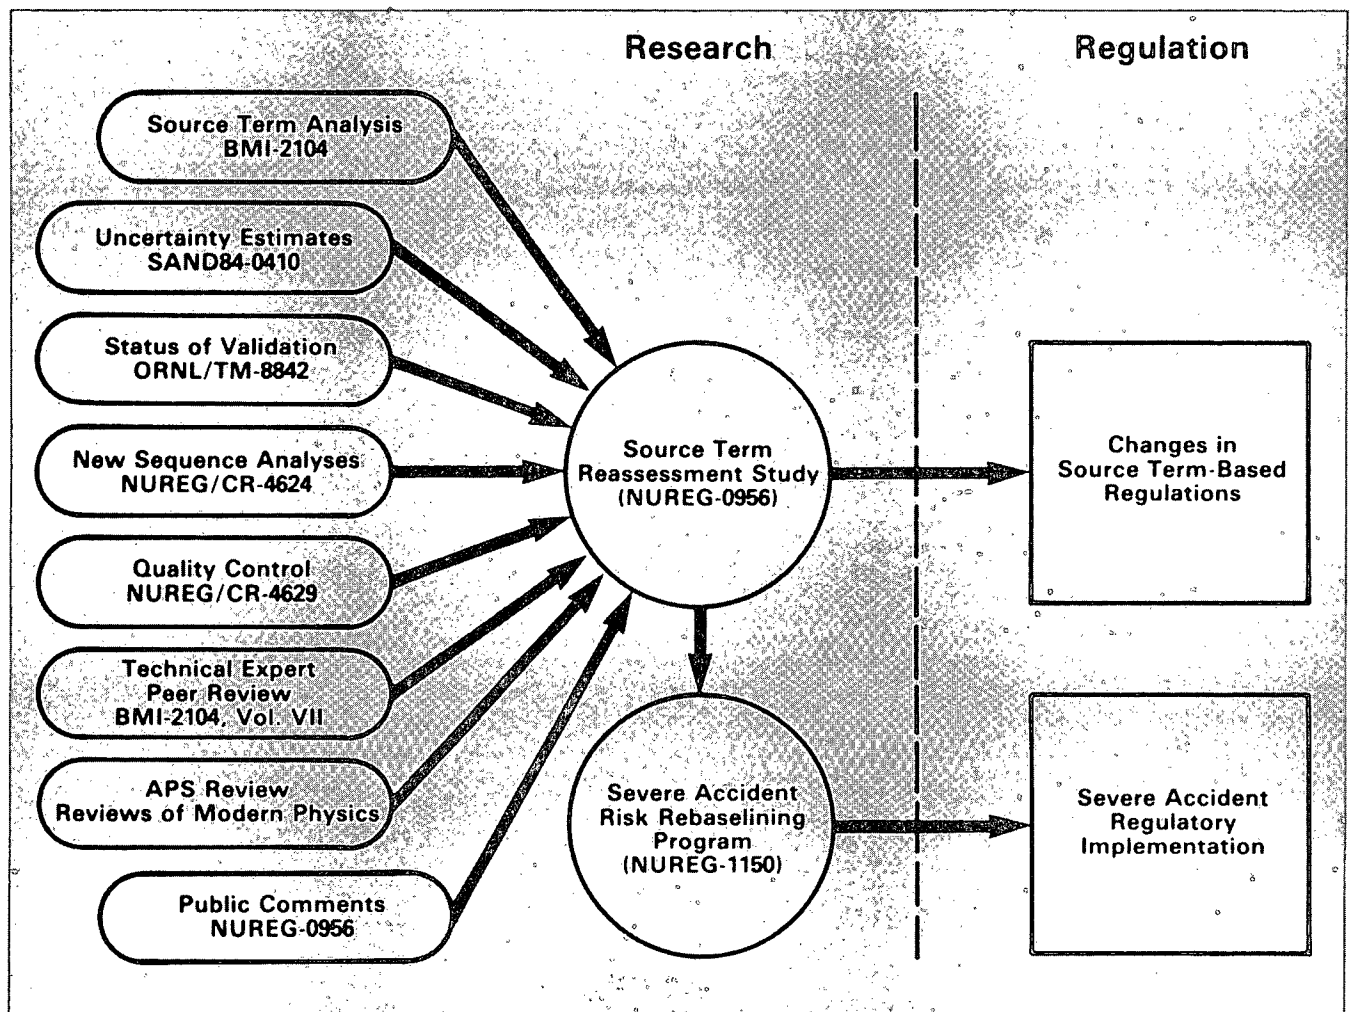 Research
Regulation
Source Term Analysis
BMI-2104
Uncertainty Estimates
SAND84-0410
Status of Validation
ORNL/TM-8842
New Sequence Analyses
NUREG/CR-4624
Quality Control
NUREG/CR-4629
Technical Expert
Peer Review
BMI-2104, Vol. VII
APS Review
Reviews of Modern Physics
Public Comments
NUREG-0956
Source Term
Reassessment Study
(NUREG-0956)
Severe Accident
Risk Rebaselining
Program
(NUREG-1150)
Changes in
Source Term-Based
Regulations
Severe Accident
Regulatory
Implementation